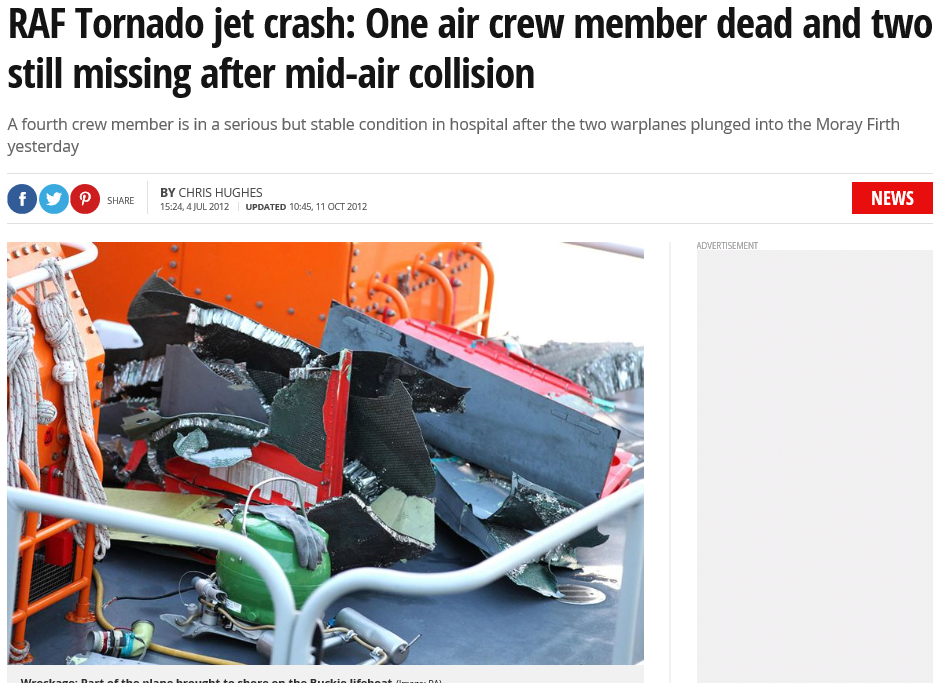 RAF Tornado jet crash: One air crew member dead and two
still missing after mid-air collision
A fourth crew member is in a serious but stable condition in hospital after the two warplanes plunged into the Moray Firth
yesterday
SHARE
BY CHRIS HUGHES
15:24, 4 JUL 2012 UPDATED 10:45, 11 OCT 2012
NEWS
ADVERTISEMENT
Wreckage: Part of the plane brought to shore on the Buckie lifeboat (Image: PA)